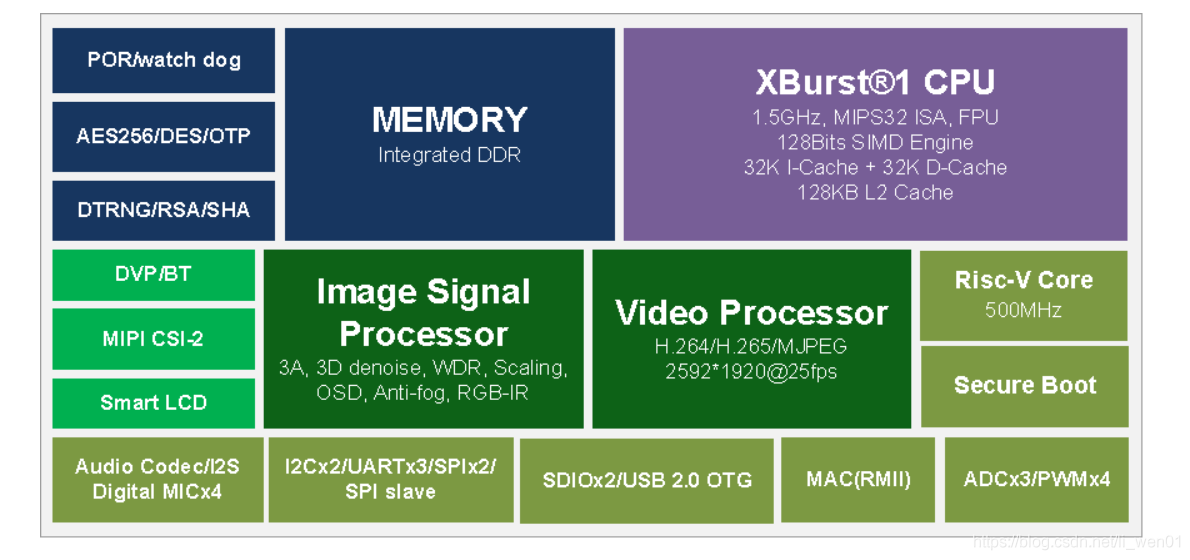 POR/watch dog
AES256/DES/OTP
DTRNG/RSA/SHA
MEMORY
Integrated DDR
XBurst®1 CPU
1.5GHz, MIPS32 ISA, FPU
128Bits SIMD Engine
32K I-Cache + 32K D-Cache
128KB L2 Cache
DVP/BT
MIPI CSI-2
Smart LCD
Image Signal
Processor
3A, 3D denoise, WDR, Scaling,
OSD, Anti-fog, RGB-IR
Video Processor
H.264/H.265/MJPEG
2592*1920@25fps
Risc-V Core
500MHz
Secure Boot
Audio Codec/I2S
Digital MICx4
I2Cx2/UARTx3/SPIx2/
SPI slave
SDIOx2/USB 2.0 OTG
MAC(RMII)
ADCx3/PWMx4
https://blog.csdn.net/li_wen01